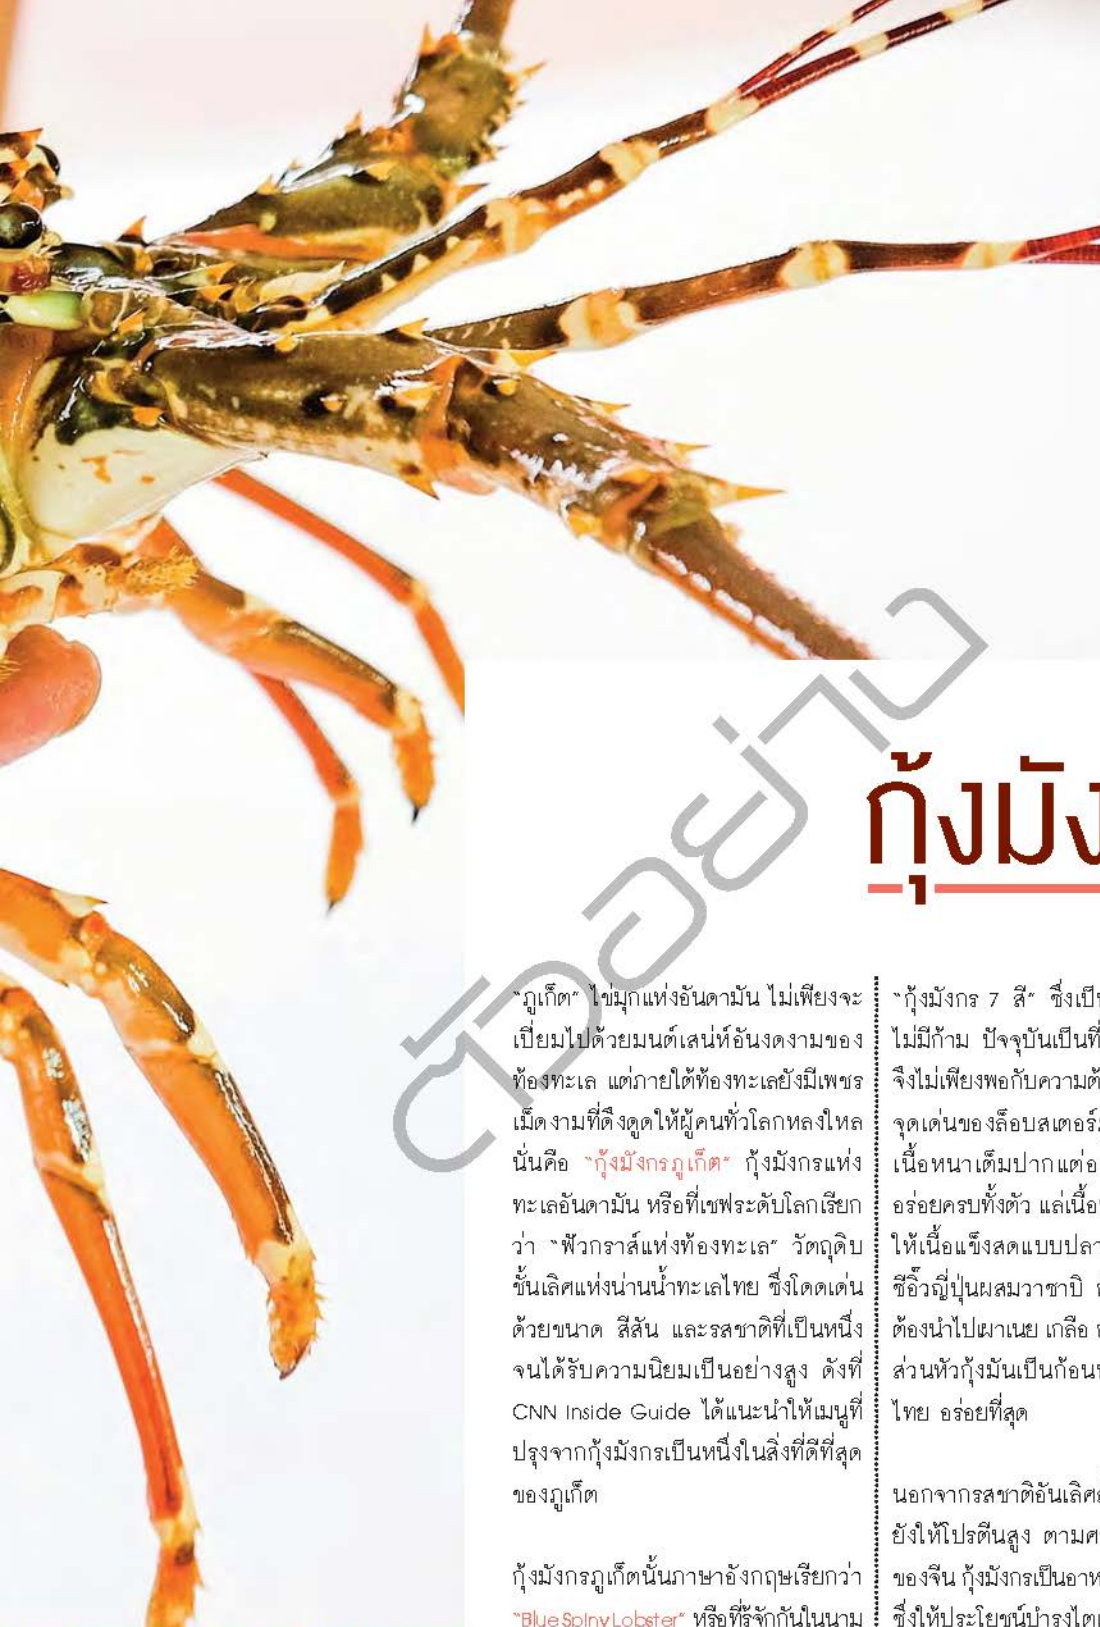 ตัวอย่าง
กุ้งมัง
“ภูเก็ต” ไข่มุกแห่งอันดามัน ไม่เพียงจะ
เปี่ยมไปด้วยมนต์เสน่ห์อันงดงามของ
ท้องทะเล แต่ภายใต้ท้องทะเลยังมีเพชร
เม็ดงามที่ดึงดูดให้ผู้คนทั่วโลกหลงใหล
นั่นคือ “กุ้งมังกรภูเก็ต” กุ้งมังกรแห่ง
ทะเลอันดามัน หรือที่เชฟระดับโลกเรียก
ว่า “ฟัวกราส์แห่งท้องทะเล” วัตถุดิบ
ชั้นเลิศแห่งน่านน้ำทะเลไทย ซึ่งโดดเด่น
ด้วยขนาด สีสัน และรสชาติที่เป็นหนึ่ง
จนได้รับความนิยมเป็นอย่างสูง ดังที่
CNN Inside Guide ได้แนะนำให้เมนูที่
ปรุงจากกุ้งมังกรเป็นหนึ่งในสิ่งที่ดีที่สุด
ของภูเก็ต
กุ้งมังกรภูเก็ตนั้นภาษาอังกฤษเรียกว่า
“Blue Spiny Lobster” หรือที่รู้จักกันในนาม
“กุ้งมังกร 7 สี” ซึ่งเป็น
ไม่มีก้าม ปัจจุบันเป็นที่
จึงไม่เพียงพอกับความต้
จุดเด่นของล็อบสเตอร์
เนื้อหนาเต็มปากแต่อ
อร่อยครบทั้งตัว แล่เนื้อ
ให้เนื้อแข็งสดแบบปลา
ซีอิ๊วญี่ปุ่นผสมวาซาบิ
ต้องนำไปเผาเนย เกลือ
ส่วนหัวกุ้งมันเป็นก้อน
ไทย อร่อยที่สุด
นอกจากรสชาติอันเลิศ
ยังให้โปรตีนสูง ตามศ
ของจีน กุ้งมังกรเป็นอาห
ซึ่งให้ประโยชน์บำรุงไต